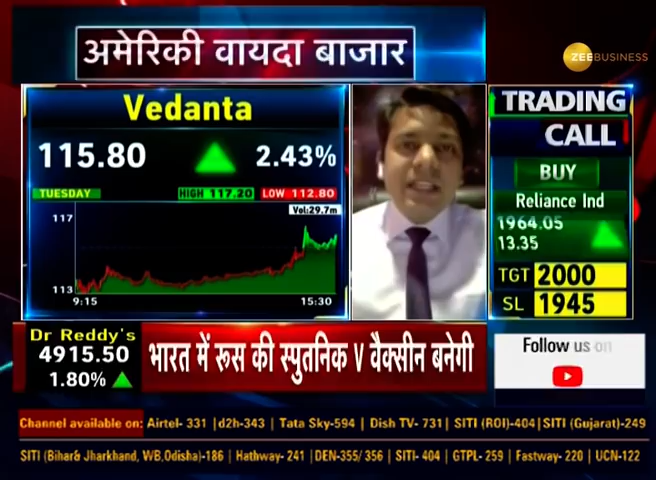 अमेरिकी वायदा बाजार
ZEEBUSINESS
Vedanta
115.80 2.43%
TUESDAY HIGH 117.20 LOW 112.80
Vol:29.7m
117
113
9:15 15:30
TRADING
CALL
BUY
Reliance Ind
1964.05
13.35
TGT 2000
SL 1945
Dr Reddy's
4915.50
1.80%
भारत में रूस की स्पुतनिक V वैक्सीन बनेगी
Follow us on
Channel available on: Airtel- 331 |d2h-343 | Tata Sky-594 | Dish TV- 731| SITI (ROI)-404|SITI (Gujarat)-249
SITI (Bihar& Jharkhand, WB,Odisha)-186 | Hathway- 241 |DEN-355/ 356 | SITI- 404 | GTPL- 259 | Fastway- 220 | UCN-122